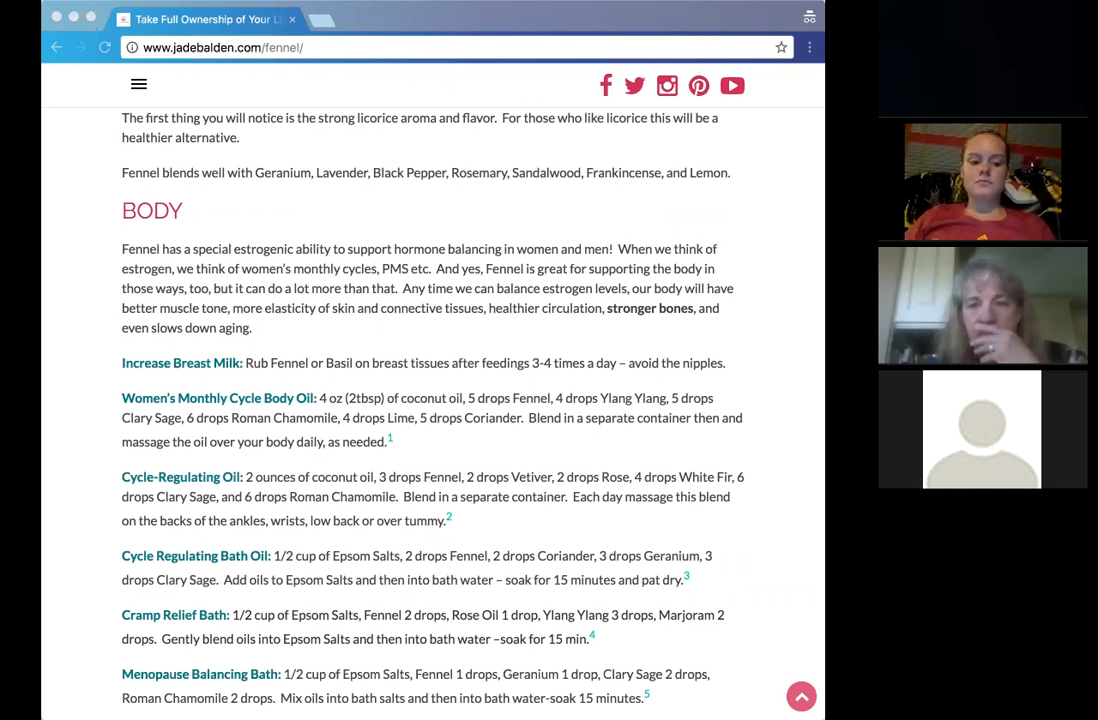 Take Full Ownership of Your Li
www.jadebalden.com/fennel/
The first thing you will notice is the strong licorice aroma and flavor. For those who like licorice this will be a
healthier alternative.
Fennel blends well with Geranium, Lavender, Black Pepper, Rosemary, Sandalwood, Frankincense, and Lemon.
BODY
Fennel has a special estrogenic ability to support hormone balancing in women and men! When we think of
estrogen, we think of women's monthly cycles, PMS etc. And yes, Fennel is great for supporting the body in
those ways, too, but it can do a lot more than that. Any time we can balance estrogen levels, our body will have
better muscle tone, more elasticity of skin and connective tissues, healthier circulation, stronger bones, and
even slows down aging.
Increase Breast Milk: Rub Fennel or Basil on breast tissues after feedings 3-4 times a day – avoid the nipples.
Women's Monthly Cycle Body Oil: 4 oz (2tbsp) of coconut oil, 5 drops Fennel, 4 drops Ylang Ylang, 5 drops
Clary Sage, 6 drops Roman Chamomile, 4 drops Lime, 5 drops Coriander. Blend in a separate container then and
massage the oil over your body daily, as needed.1
Cycle-Regulating Oil: 2 ounces of coconut oil, 3 drops Fennel, 2 drops Vetiver, 2 drops Rose, 4 drops White Fir, 6
drops Clary Sage, and 6 drops Roman Chamomile. Blend in a separate container. Each day massage this blend
on the backs of the ankles, wrists, low back or over tummy.2
Cycle Regulating Bath Oil: 1/2 cup of Epsom Salts, 2 drops Fennel, 2 drops Coriander, 3 drops Geranium, 3
drops Clary Sage. Add oils to Epsom Salts and then into bath water – soak for 15 minutes and pat dry.3
Cramp Relief Bath: 1/2 cup of Epsom Salts, Fennel 2 drops, Rose Oil 1 drop, Ylang Ylang 3 drops, Marjoram 2
drops. Gently blend oils into Epsom Salts and then into bath water –soak for 15 min.4
Menopause Balancing Bath: 1/2 cup of Epsom Salts, Fennel 1 drops, Geranium 1 drop, Clary Sage 2 drops,
Roman Chamomile 2 drops. Mix oils into bath salts and then into bath water-soak 15 minutes.5